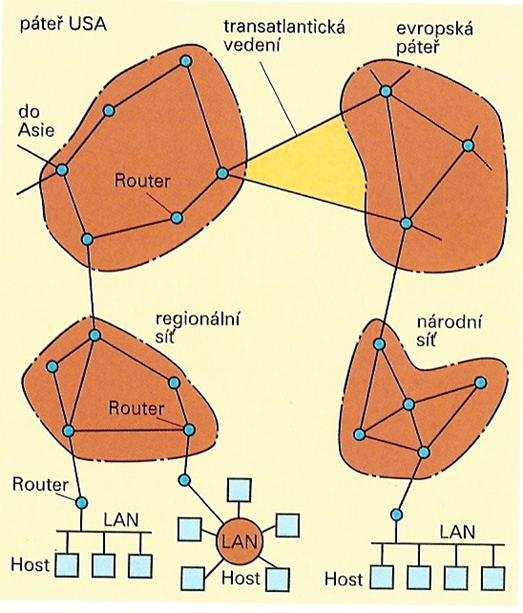 páteř USA
transatlantická
vedení
evropská
páteř
do
Asie
Router
regionální
síť
národní
síť
Router
Router
LAN
Host
LAN
Host
LAN
Host